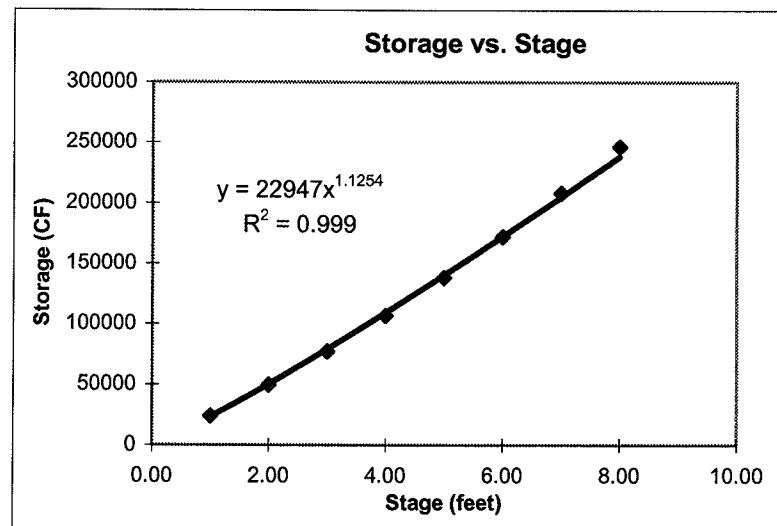 Storage vs. Stage
300000
250000
200000
150000
100000
50000
0
Storage (CF)
y = 22947x^1.1254
R^2 = 0.999
0.00 2.00 4.00 6.00 8.00 10.00
Stage (feet)